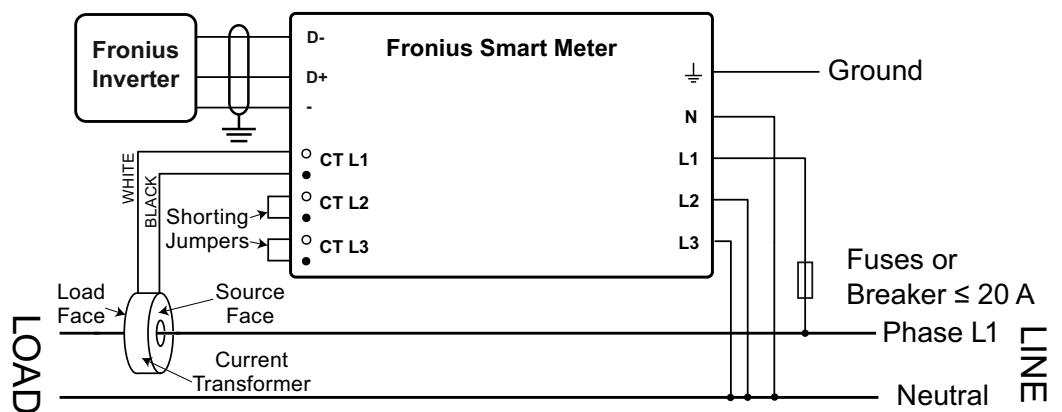 Fronius
Inverter
D-
D+
-
Fronius Smart Meter
Ground
N
L1
L2
L3
WHITE
BLACK
CT L1
CT L2
CT L3
Shorting
Jumpers
Fuses or
Breaker ≤ 20 A
Load
Face
Source
Face
Current
Transformer
LOAD
Phase L1
Neutral
LINE